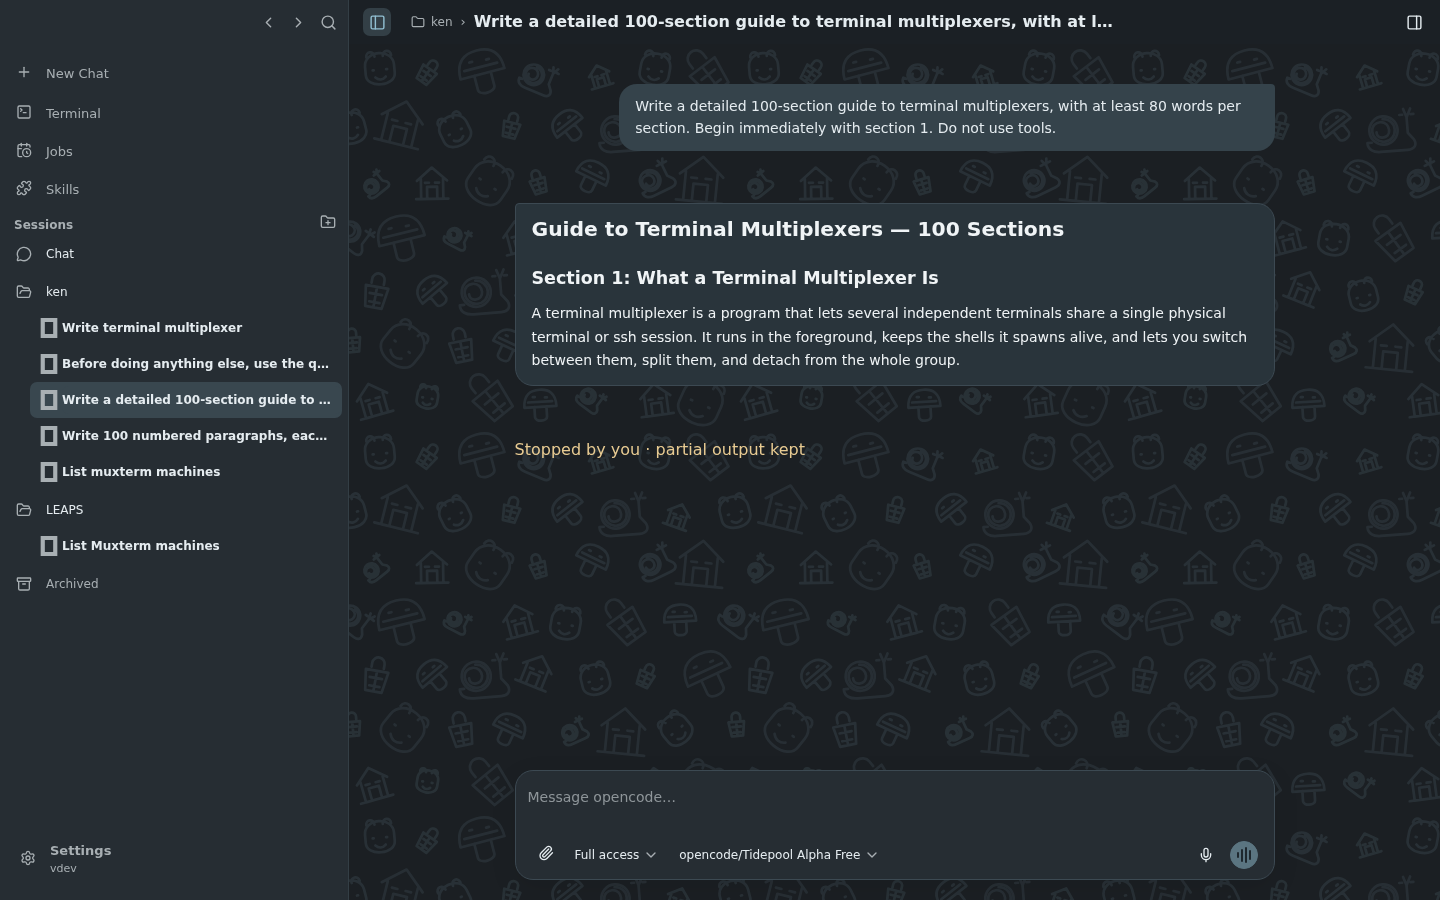 ken › Write a detailed 100-section guide to terminal multiplexers, with at l…
New Chat
Terminal
Jobs
Skills
Sessions
Chat
ken
Write terminal multiplexer
Before doing anything else, use the q…
Write a detailed 100-section guide to …
Write 100 numbered paragraphs, eac…
List muxterm machines
LEAPS
List Muxterm machines
Archived
Settings
vdev
Write a detailed 100-section guide to terminal multiplexers, with at least 80 words per
section. Begin immediately with section 1. Do not use tools.
Guide to Terminal Multiplexers — 100 Sections
Section 1: What a Terminal Multiplexer Is
A terminal multiplexer is a program that lets several independent terminals share a single physical
terminal or ssh session. It runs in the foreground, keeps the shells it spawns alive, and lets you switch
between them, split them, and detach from the whole group.
Stopped by you · partial output kept
Message opencode…
Full access opencode/Tidepool Alpha Free